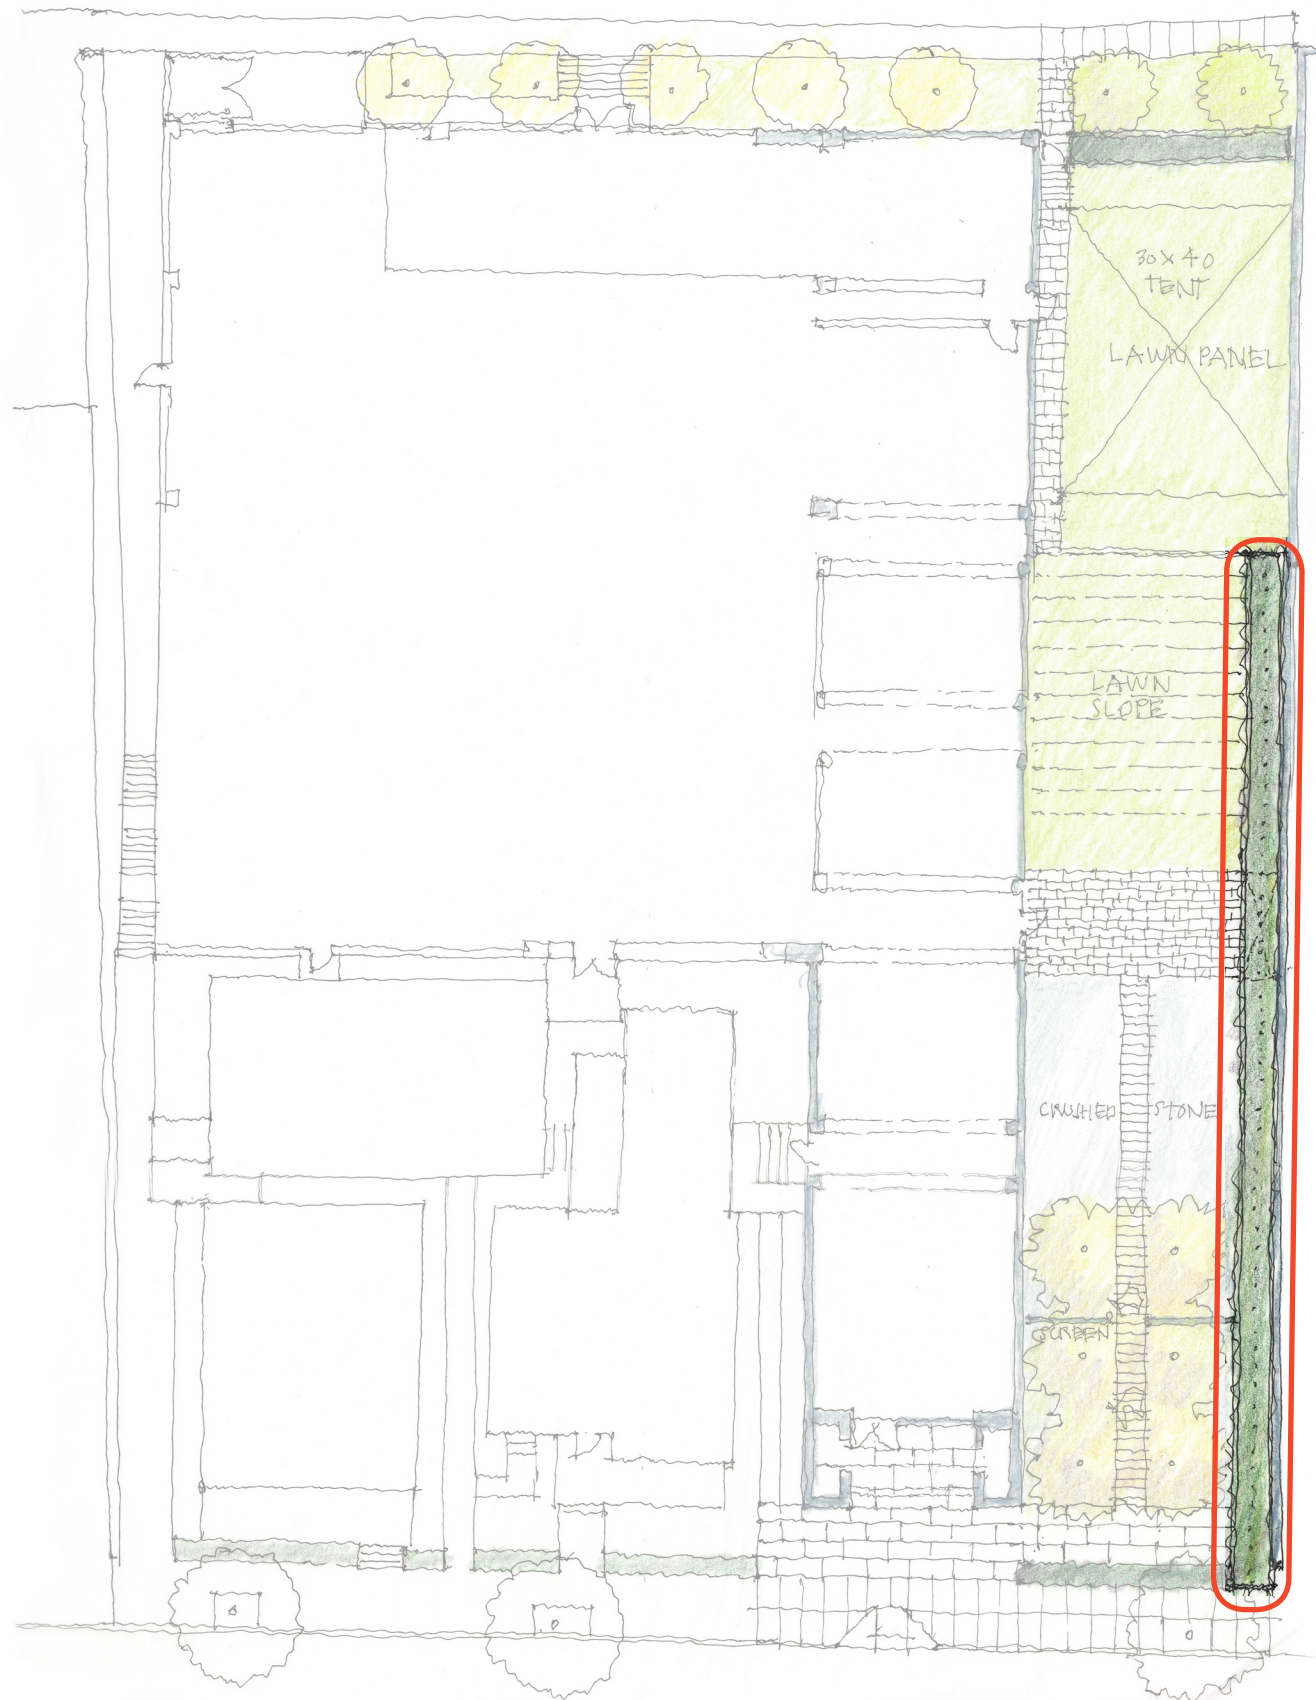 30 X 40
TENT
LAWN PANEL
LAWN
SLOPE
CRUSHED STONE
SCREEN